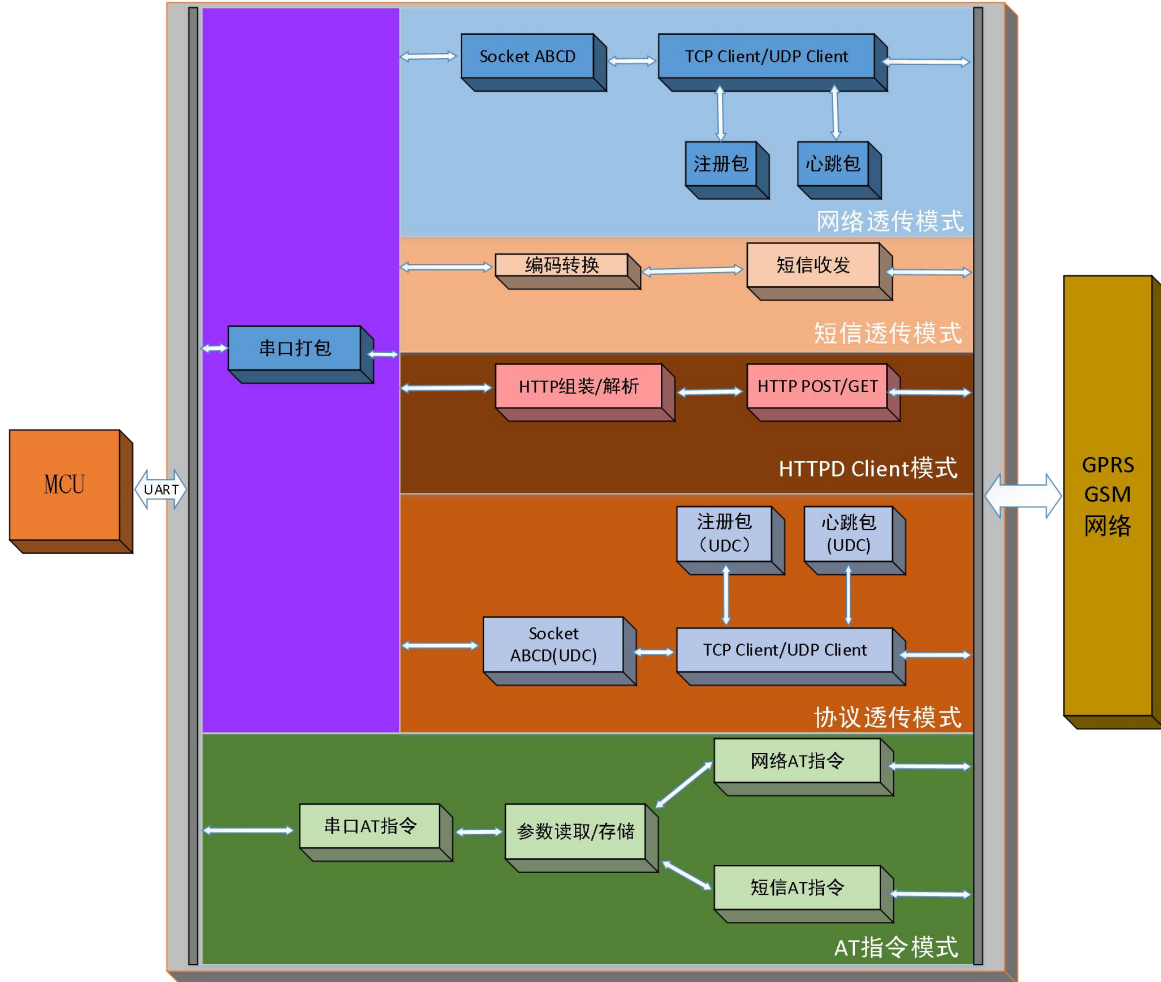 Socket ABCD
TCP Client/UDP Client
注册包
心跳包
网络透传模式
编码转换
短信收发
短信透传模式
串口打包
HTTP组装/解析
HTTP POST/GET
HTTPD Client模式
MCU
UART
GPRS
GSM
网络
注册包
（UDC）
心跳包
(UDC)
Socket
ABCD(UDC)
TCP Client/UDP Client
协议透传模式
网络AT指令
串口AT指令
参数读取/存储
短信AT指令
AT指令模式